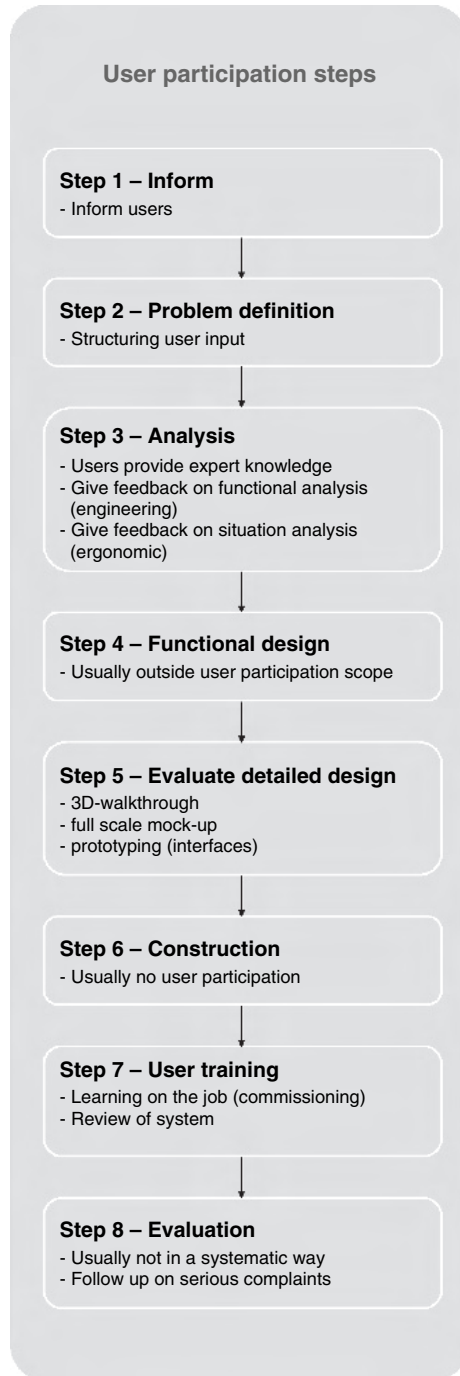 User participation steps
Step 1 – Inform
- Inform users
Step 2 – Problem definition
- Structuring user input
Step 3 – Analysis
- Users provide expert knowledge
- Give feedback on functional analysis
(engineering)
- Give feedback on situation analysis
(ergonomic)
Step 4 – Functional design
- Usually outside user participation scope
Step 5 – Evaluate detailed design
- 3D-walkthrough
- full scale mock-up
- prototyping (interfaces)
Step 6 – Construction
- Usually no user participation
Step 7 – User training
- Learning on the job (commissioning)
- Review of system
Step 8 – Evaluation
- Usually not in a systematic way
- Follow up on serious complaints